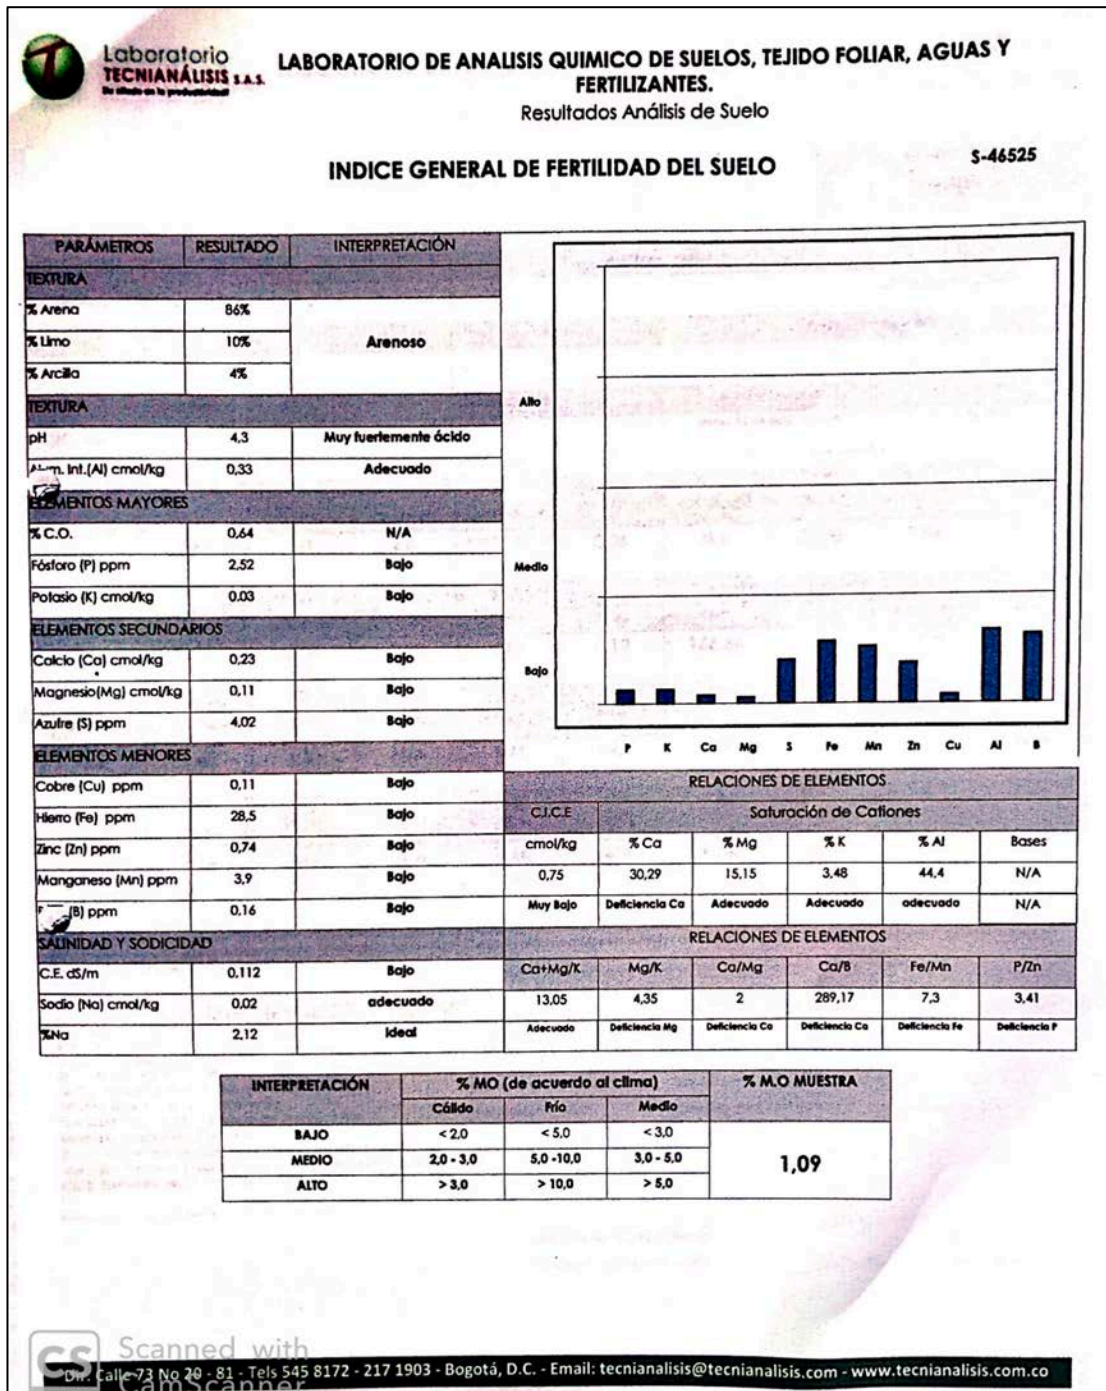 Laboratorio
TECNIANÁLISIS S.A.S.
Su aliado en la productividad!
LABORATORIO DE ANALISIS QUIMICO DE SUELOS, TEJIDO FOLIAR, AGUAS Y
FERTILIZANTES.
Resultados Análisis de Suelo
INDICE GENERAL DE FERTILIDAD DEL SUELO
S-46525
PARÁMETROS RESULTADO INTERPRETACIÓN
TEXTURA
% Arena 86%
% Limo 10% Arenoso
% Arcilla 4%
TEXTURA
pH 4,3 Muy fuertemente ácido
Int.(Al) cmol/kg 0,33 Adecuado
ELEMENTOS MAYORES
% C.O. 0,64 N/A
Fósforo (P) ppm 2,52 Bajo
Potasio (K) cmol/kg 0,03 Bajo
ELEMENTOS SECUNDARIOS
Calcio (Ca) cmol/kg 0,23 Bajo
Magnesio(Mg) cmol/kg 0,11 Bajo
Azufre (S) ppm 4,02 Bajo
ELEMENTOS MENORES
Cobre (Cu) ppm 0,11 Bajo
Hierro (Fe) ppm 28,5 Bajo
Zinc (Zn) ppm 0,74 Bajo
Manganeso (Mn) ppm 3,9 Bajo
(B) ppm 0,16 Bajo
SALINIDAD Y SODICIDAD
C.E. dS/m 0,112 Bajo
Sodio (Na) cmol/kg 0,02 adecuado
%Na 2,12 Ideal
Alto
Medio
Bajo
P K Ca Mg S Fe Mn Zn Cu Al B
RELACIONES DE ELEMENTOS
C.I.C.E Saturación de Cationes
cmol/kg % Ca % Mg % K % Al Bases
0,75 30,29 15,15 3,48 44,4 N/A
Muy Bajo Deficiencia Ca Adecuado Adecuado adecuado N/A
RELACIONES DE ELEMENTOS
Ca+Mg/K Mg/K Ca/Mg Ca/B Fe/Mn P/Zn
13,05 4,35 2 289,17 7,3 3,41
Adecuado Deficiencia Mg Deficiencia Ca Deficiencia Ca Deficiencia Fe Deficiencia P
INTERPRETACIÓN % MO (de acuerdo al clima) % M.O MUESTRA
Cálido Frío Medio
BAJO < 2,0 < 5,0 < 3,0
MEDIO 2,0 - 3,0 5,0 -10,0 3,0 - 5,0 1,09
ALTO > 3,0 > 10,0 > 5,0
CS Scanned with
CamScanner
Dir. Calle 73 No 20 - 81 - Tels 545 8172 - 217 1903 - Bogotá, D.C. - Email: tecnianalisis@tecnianalisis.com - www.tecnianalisis.com.co